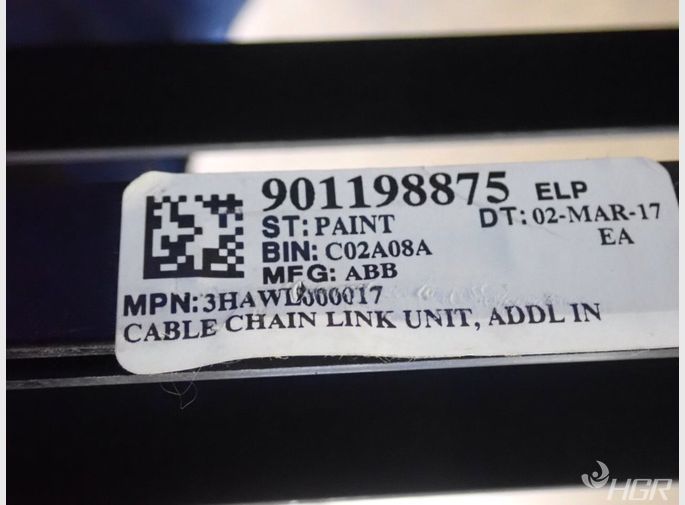 901198875 ELP
ST: PAINT DT: 02-MAR-17
BIN: C02A08A EA
MFG: ABB
MPN: 3HAWL000017
CABLE CHAIN LINK UNIT, ADDL IN
HGR